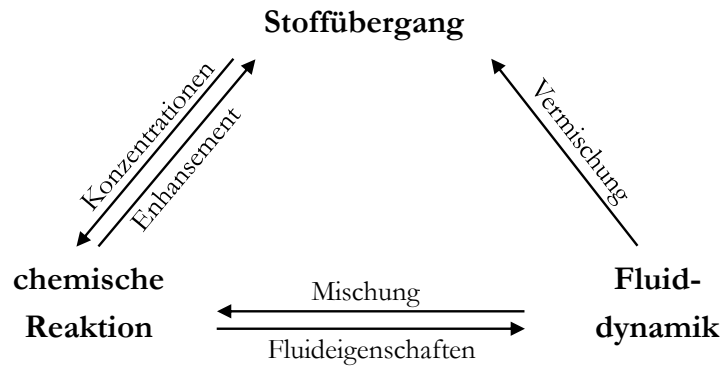 Stoffübergang
Konzentrationen
Enhansement
Vermischung
chemische
Reaktion
Mischung
Fluideigenschaften
Fluid-
dynamik